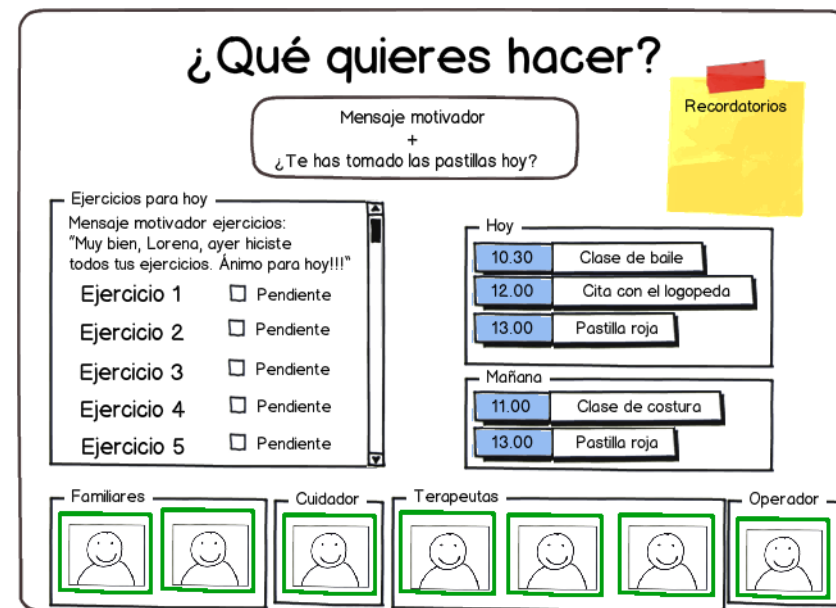 ¿Qué quieres hacer?
Mensaje motivador
+
¿Te has tomado las pastillas hoy?
Recordatorios
Ejercicios para hoy
Mensaje motivador ejercicios:
"Muy bien, Lorena, ayer hiciste
todos tus ejercicios. Ánimo para hoy!!!"
Ejercicio 1 Pendiente
Ejercicio 2 Pendiente
Ejercicio 3 Pendiente
Ejercicio 4 Pendiente
Ejercicio 5 Pendiente
Hoy
10.30 Clase de baile
12.00 Cita con el logopeda
13.00 Pastilla roja
Mañana
11.00 Clase de costura
13.00 Pastilla roja
Familiares
Cuidador
Terapeutas
Operador